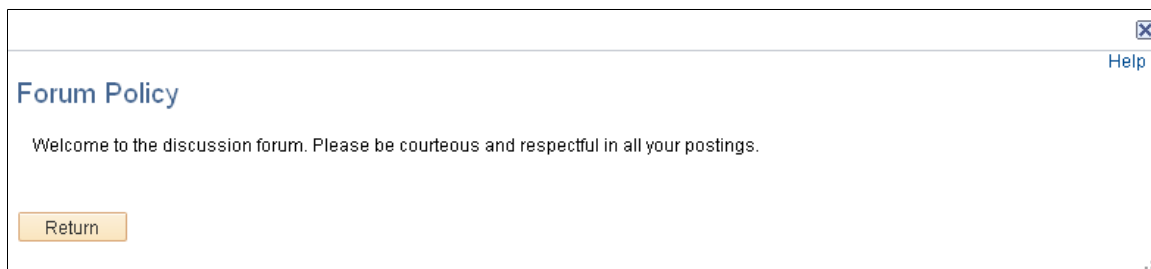 Help
Forum Policy
Welcome to the discussion forum. Please be courteous and respectful in all your postings.
Return